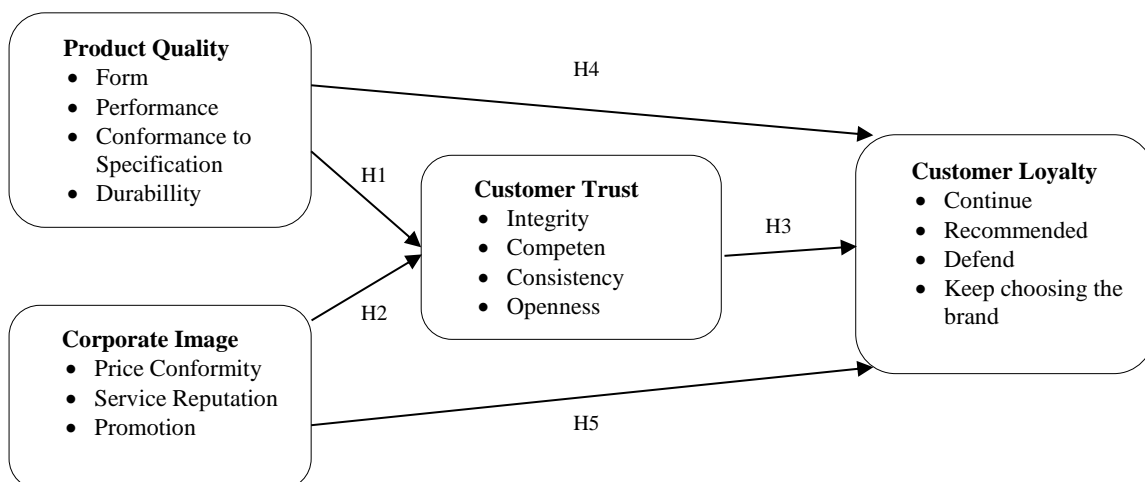 Product Quality
• Form
• Performance
• Conformance to
Specification
• Durabillity
H4
H1
Customer Trust
• Integrity
• Competen
• Consistency
• Openness
H3
Customer Loyalty
• Continue
• Recommended
• Defend
• Keep choosing the
brand
H2
Corporate Image
• Price Conformity
• Service Reputation
• Promotion
H5